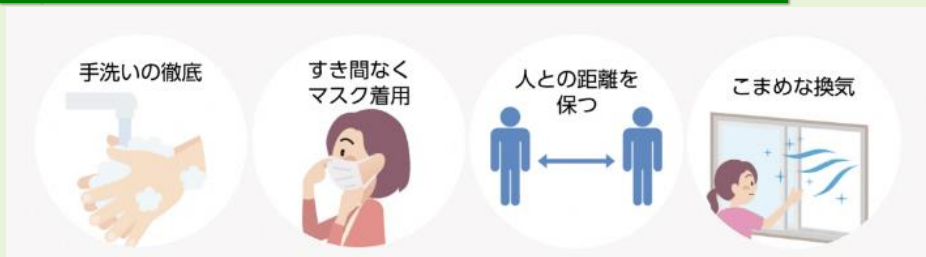 手洗いの徹底
すき間なく
マスク着用
人との距離を
保つ
こまめな換気